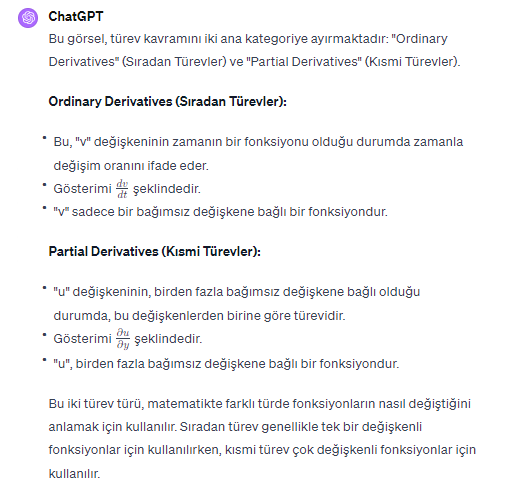 ChatGPT
Bu görsel, türev kavramını iki ana kategoriye ayırmaktadır: "Ordinary
Derivatives" (Sıradan Türevler) ve "Partial Derivatives" (Kısmi Türevler).
Ordinary Derivatives (Sıradan Türevler):
• Bu, "v" değişkeninin zamanın bir fonksiyonu olduğu durumda zamanla
değişim oranını ifade eder.
• Gösterimi dv/dt şeklindedir.
• "v" sadece bir bağımsız değişkene bağlı bir fonksiyondur.
Partial Derivatives (Kısmi Türevler):
• "u" değişkeninin, birden fazla bağımsız değişkene bağlı olduğu
durumda, bu değişkenlerden birine göre türevidir.
• Gösterimi ∂u/∂y şeklindedir.
• "u", birden fazla bağımsız değişkene bağlı bir fonksiyondur.
Bu iki türev türü, matematikte farklı türde fonksiyonların nasıl değiştiğini
anlamak için kullanılır. Sıradan türev genellikle tek bir değişkenli
fonksiyonlar için kullanılırken, kısmi türev çok değişkenli fonksiyonlar için
kullanılır.